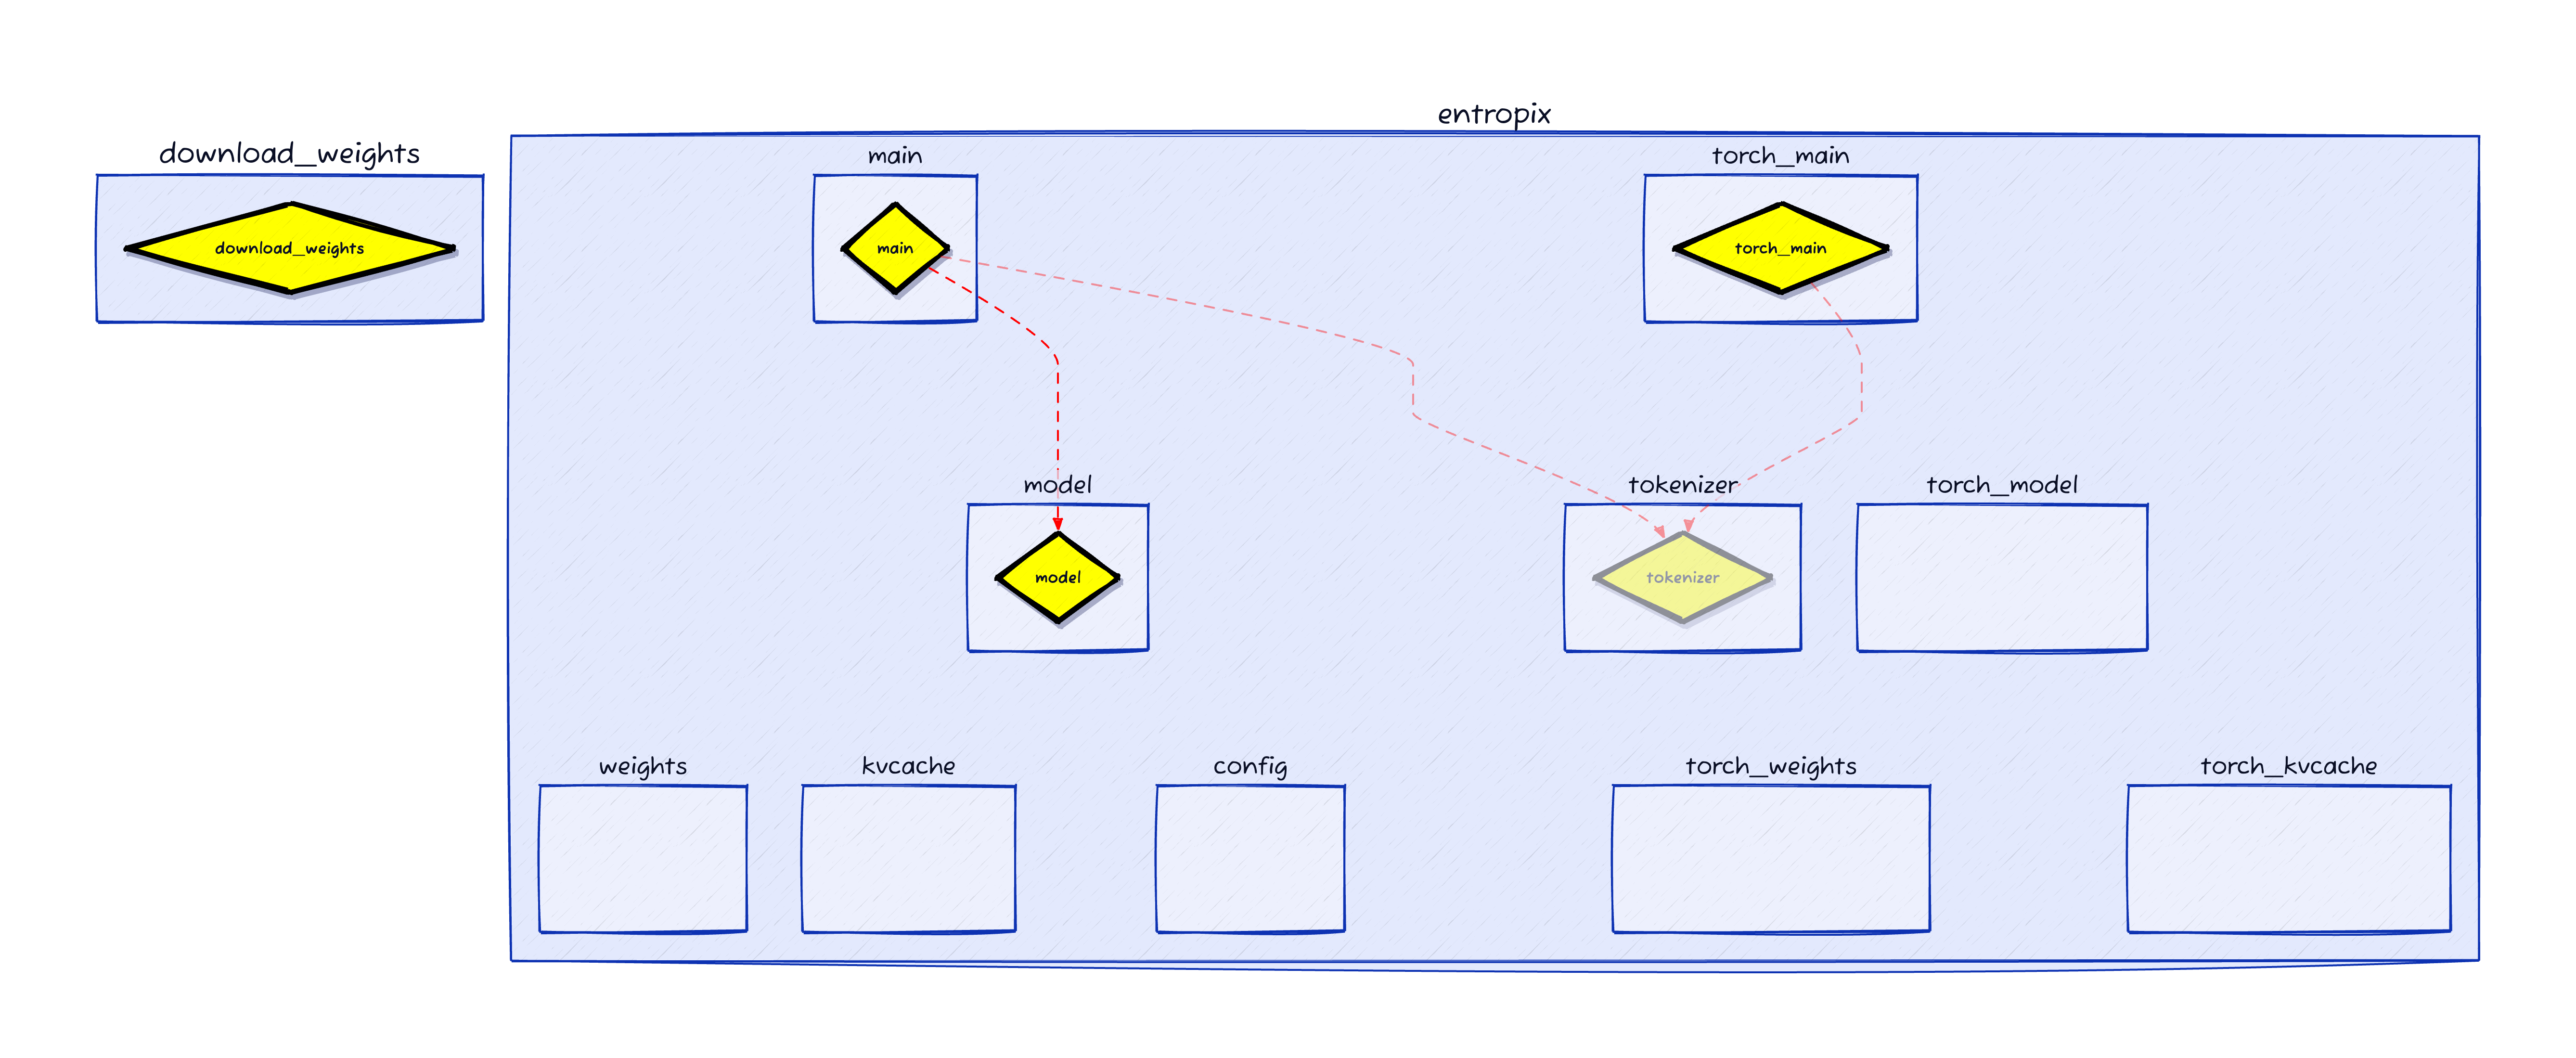 entropix
download_weights
download_weights
main
main
torch_main
torch_main
model
model
tokenizer
tokenizer
torch_model
weights
kvcache
config
torch_weights
torch_kvcache